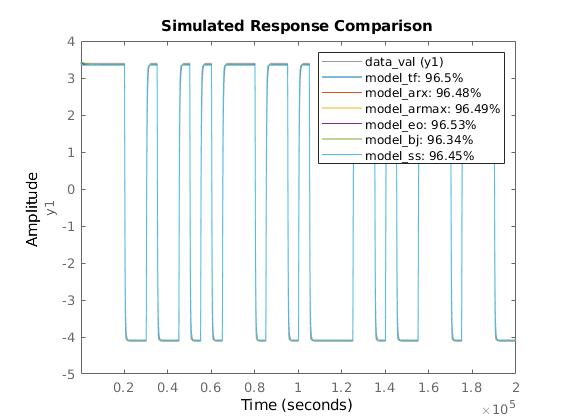 Simulated Response Comparison
4
3
2
1
0
-1
-2
-3
-4
-5
Amplitude
y1
data_val (y1)
model_tf: 96.5%
model_arx: 96.48%
model_armax: 96.49%
model_eo: 96.53%
model_bj: 96.34%
model_ss: 96.45%
0.2 0.4 0.6 0.8 1 1.2 1.4 1.6 1.8 2
Time (seconds)
×10⁵